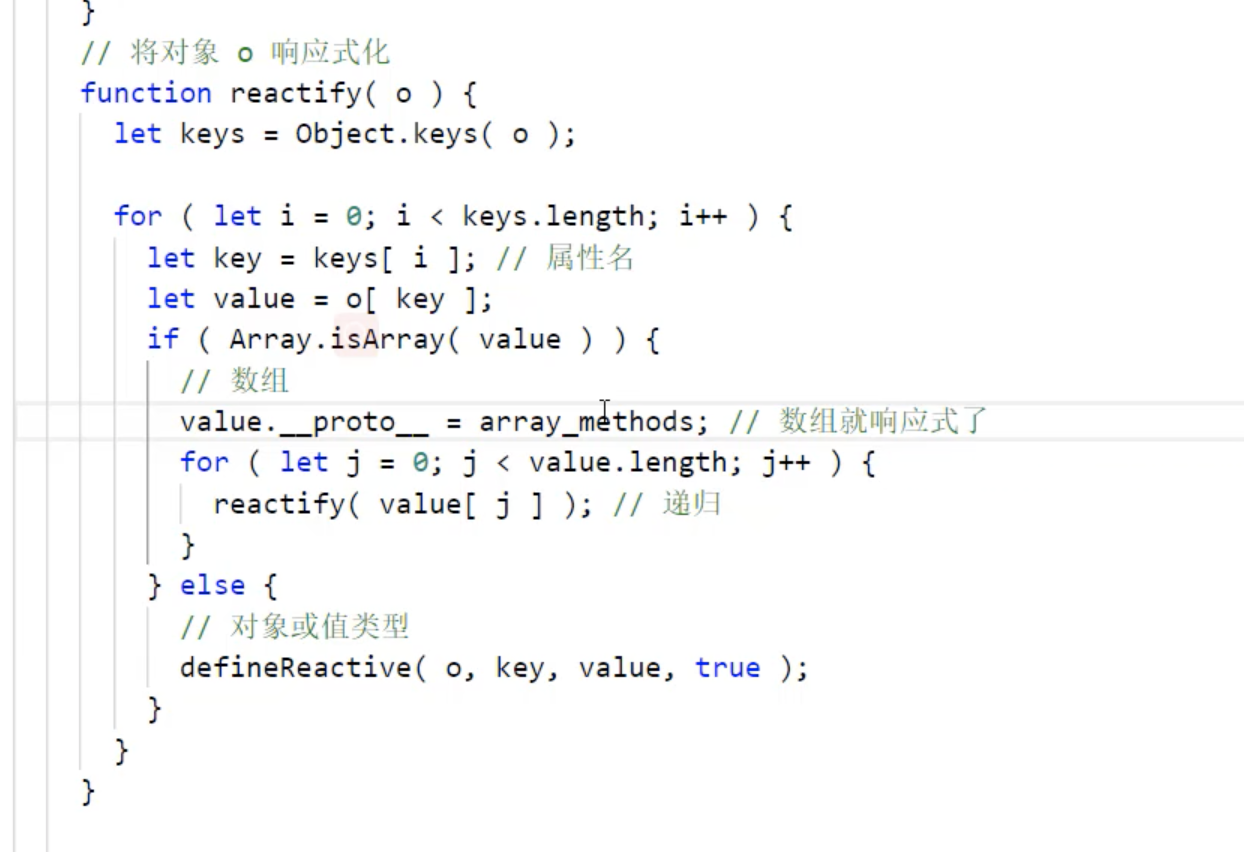 }
// 将对象 o 响应式化
function reactify( o ) {
let keys = Object.keys( o );
for ( let i = 0; i < keys.length; i++ ) {
let key = keys[ i ]; // 属性名
let value = o[ key ];
if ( Array.isArray( value ) ) {
// 数组
value.__proto__ = array_methods; // 数组就响应式了
for ( let j = 0; j < value.length; j++ ) {
reactify( value[ j ] ); // 递归
}
} else {
// 对象或值类型
defineReactive( o, key, value, true );
}
}
}